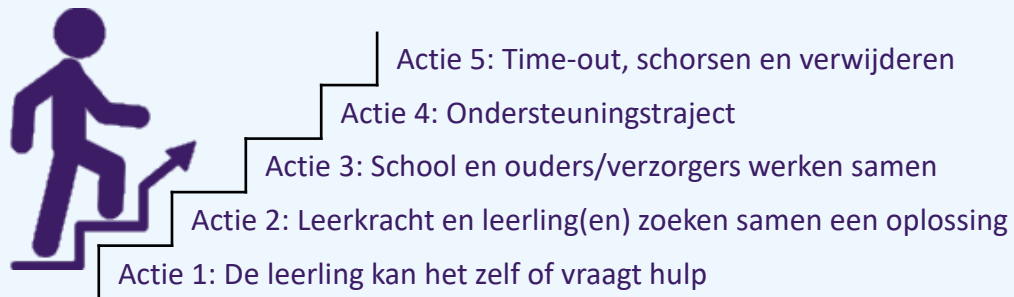 Actie 5: Time-out, schorsen en verwijderen
Actie 4: Ondersteuningstraject
Actie 3: School en ouders/verzorgers werken samen
Actie 2: Leerkracht en leerling(en) zoeken samen een oplossing
Actie 1: De leerling kan het zelf of vraagt hulp